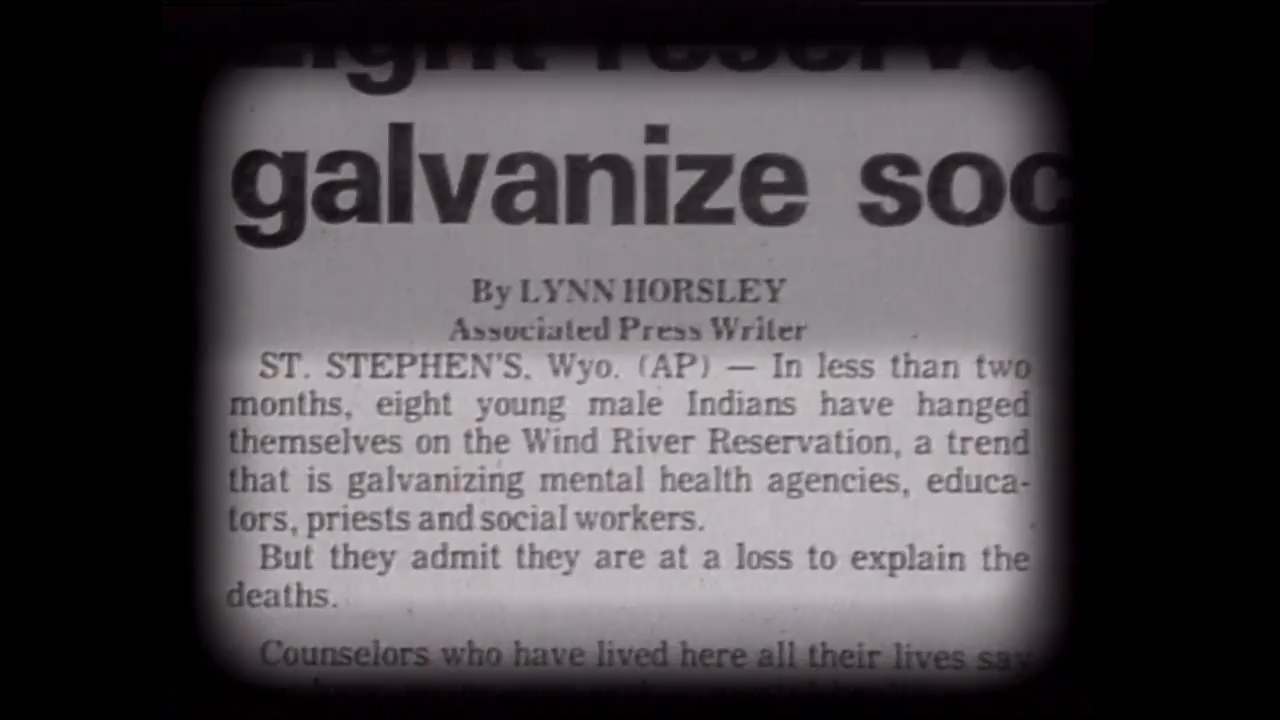 galvanize soc
By LYNN HORSLEY
Associated Press Writer
ST. STEPHEN'S, Wyo. (AP) — In less than two
months, eight young male Indians have hanged
themselves on the Wind River Reservation, a trend
that is galvanizing mental health agencies, educa-
tors, priests and social workers.
But they admit they are at a loss to explain the
deaths.
Counselors who have lived here all their lives say